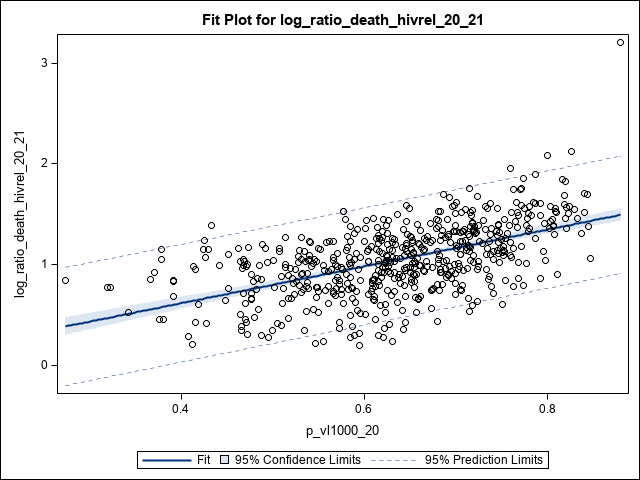 Fit Plot for log_ratio_death_hivrel_20_21
log_ratio_death_hivrel_20_21
3
2
1
0
0.4 0.6 0.8
p_vl1000_20
Fit 95% Confidence Limits 95% Prediction Limits